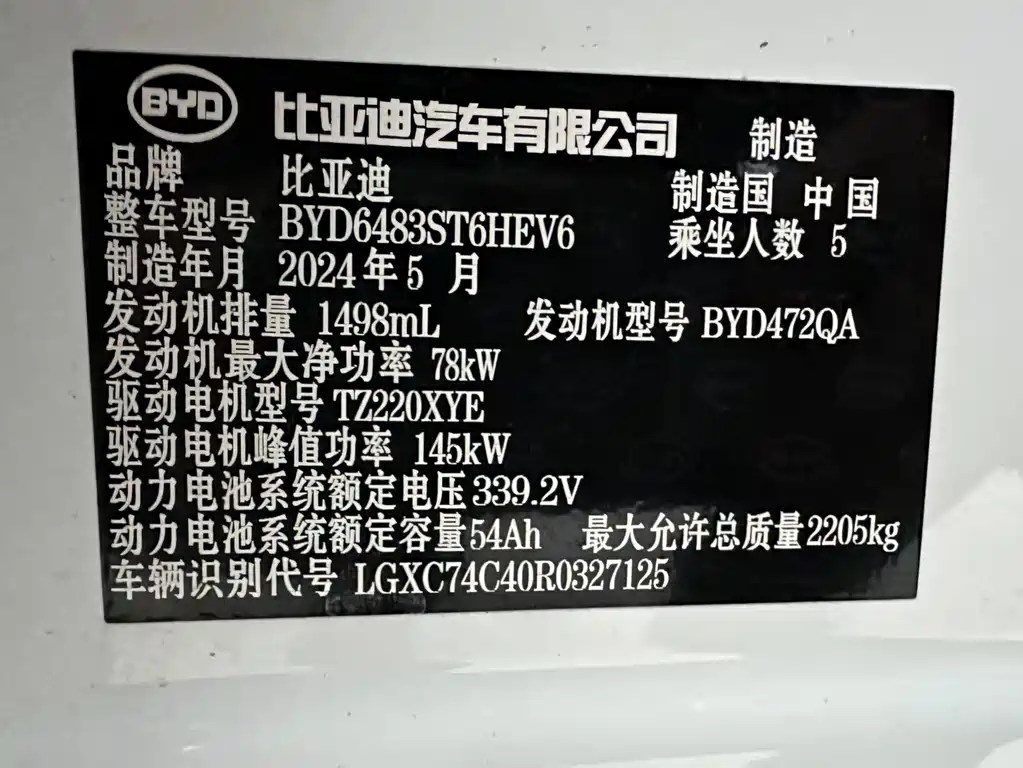 BYD 比亚迪汽车有限公司 制造
品牌 比亚迪 制造国 中国
整车型号 BYD6483ST6HEV6 乘坐人数 5
制造年月 2024年5月
发动机排量 1498mL 发动机型号 BYD472QA
发动机最大净功率 78kW
驱动电机型号 TZ220XYE
驱动电机峰值功率 145kW
动力电池系统额定电压 339.2V
动力电池系统额定容量 54Ah 最大允许总质量 2205kg
车辆识别代号 LGXC74C40R0327125